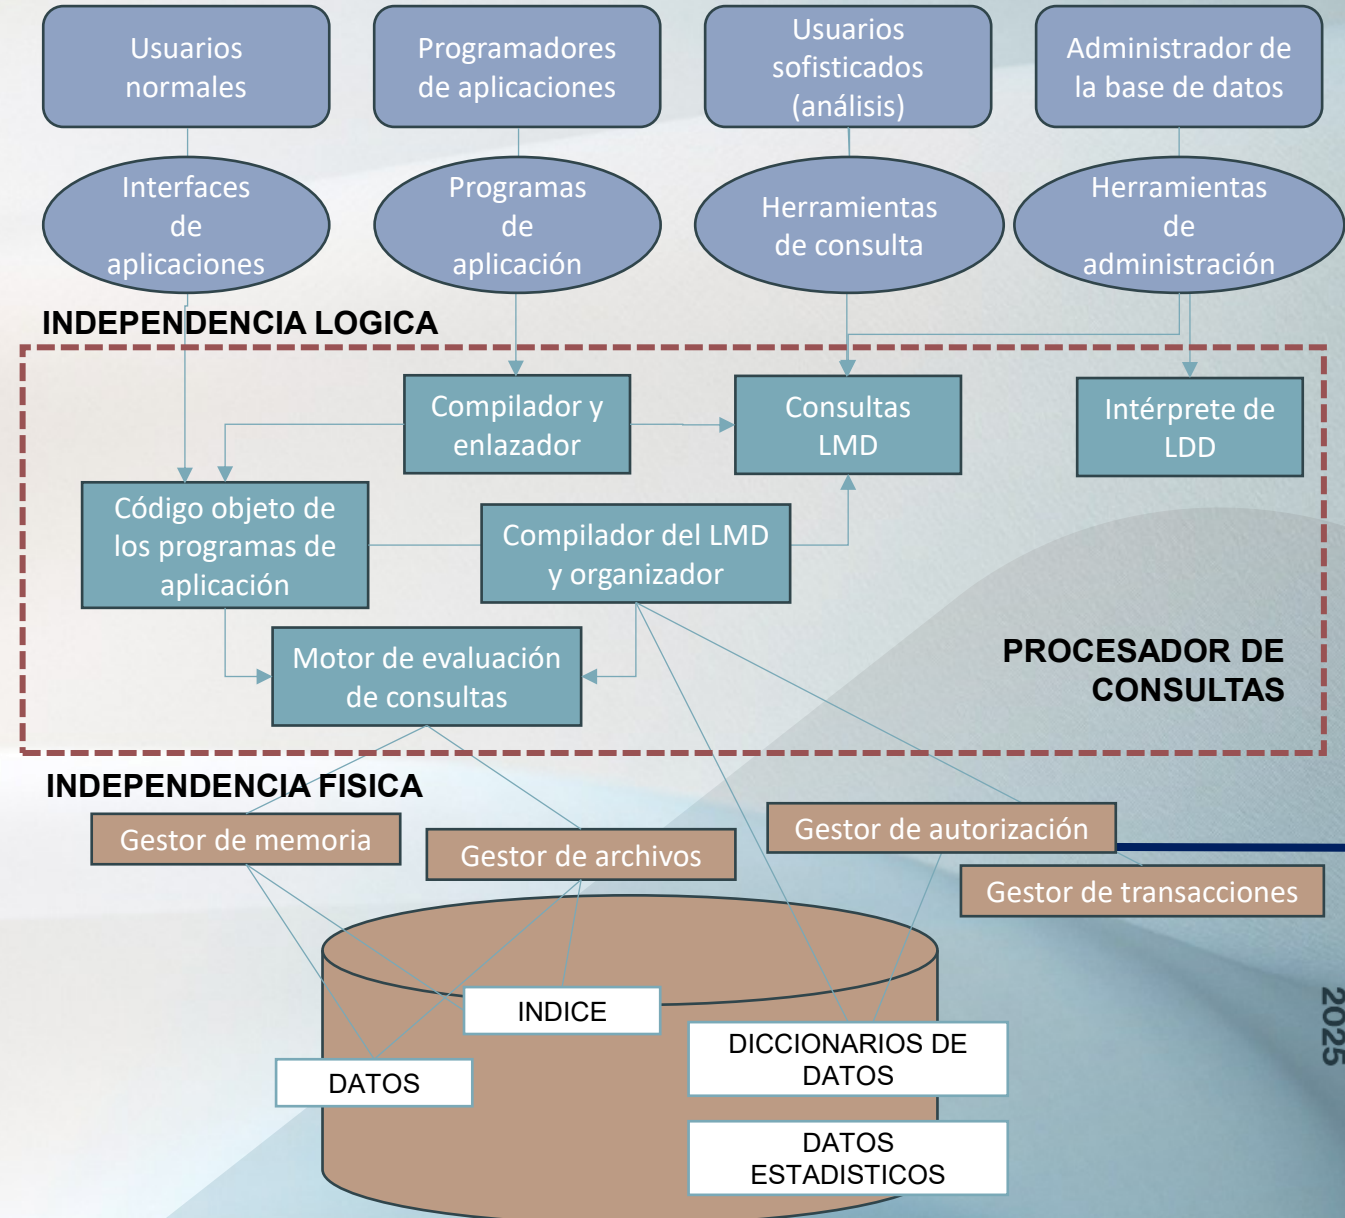 Usuarios
normales
Programadores
de aplicaciones
Usuarios
sofisticados
(análisis)
Administrador de
la base de datos
Interfaces
de
aplicaciones
Programas
de
aplicación
Herramientas
de consulta
Herramientas
de
administración
INDEPENDENCIA LOGICA
Compilador y
enlazador
Consultas
LMD
Intérprete de
LDD
Código objeto de
los programas de
aplicación
Compilador del LMD
y organizador
Motor de evaluación
de consultas
PROCESADOR DE
CONSULTAS
INDEPENDENCIA FISICA
Gestor de memoria
Gestor de archivos
Gestor de autorización
Gestor de transacciones
INDICE
DATOS
DICCIONARIOS DE
DATOS
DATOS
ESTADISTICOS
2025